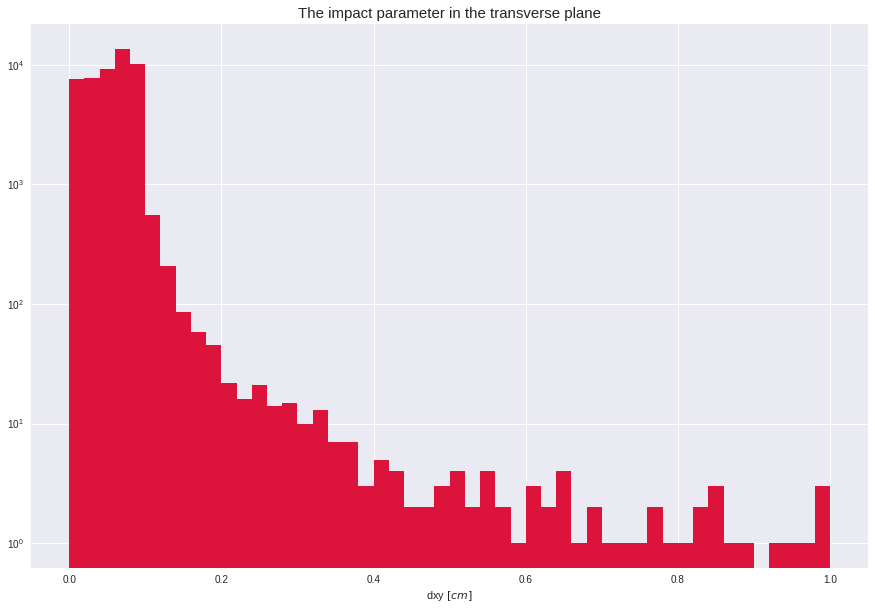 The impact parameter in the transverse plane
10⁴
10³
10²
10¹
10⁰
0.0 0.2 0.4 0.6 0.8 1.0
dxy [cm]